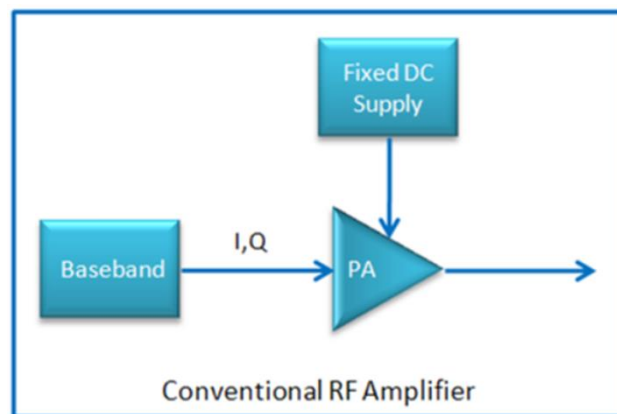 Fixed DC
Supply
I,Q
Baseband
PA
Conventional RF Amplifier